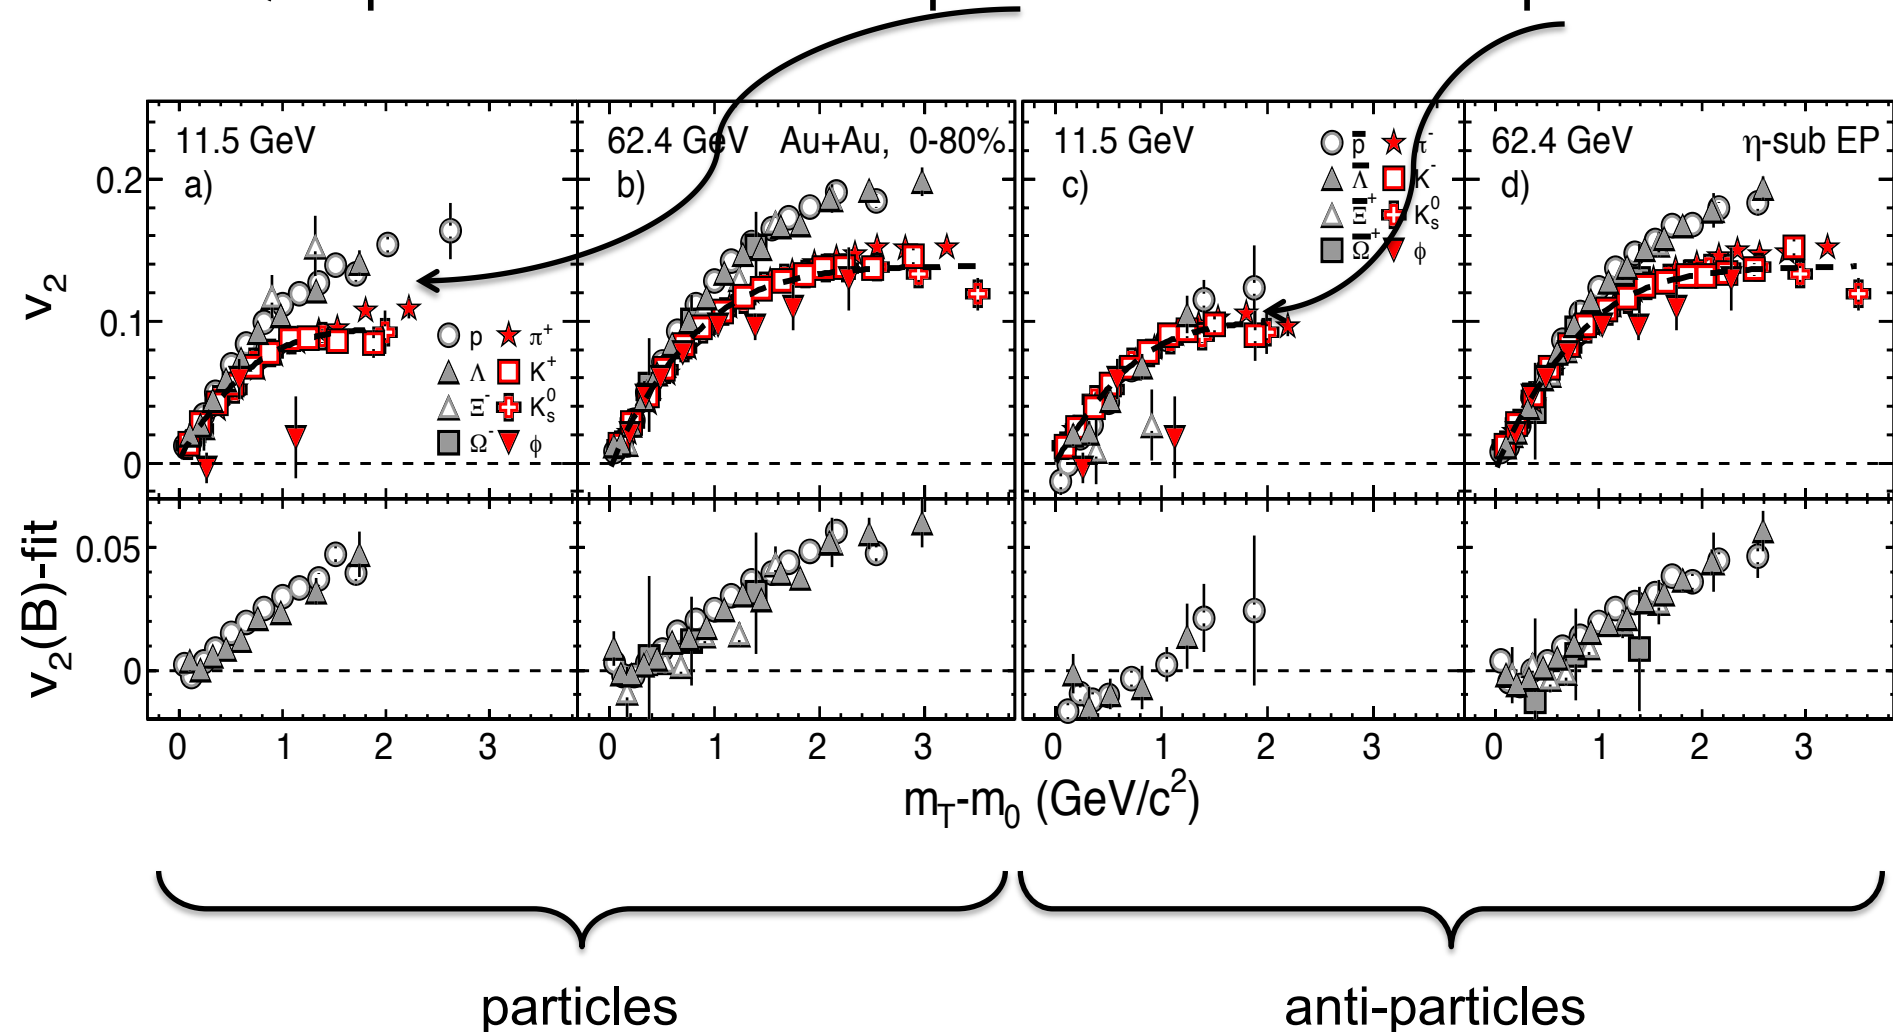 11.5 GeV
a)
p π⁺
Λ K⁺
Ξ⁻ K⁰ₛ
Ω⁻ φ
62.4 GeV Au+Au, 0-80%
b)
11.5 GeV
c)
p̅ π⁻
Λ̅ K⁻
Ξ̅⁺ K⁰ₛ
Ω̅⁺ φ
62.4 GeV η-sub EP
d)
v₂
0.2
0.1
0
v₂(B)-fit
0.05
0
0 1 2 3 0 1 2 3 0 1 2 3 0 1 2 3
m_T-m₀ (GeV/c²)
particles anti-particles